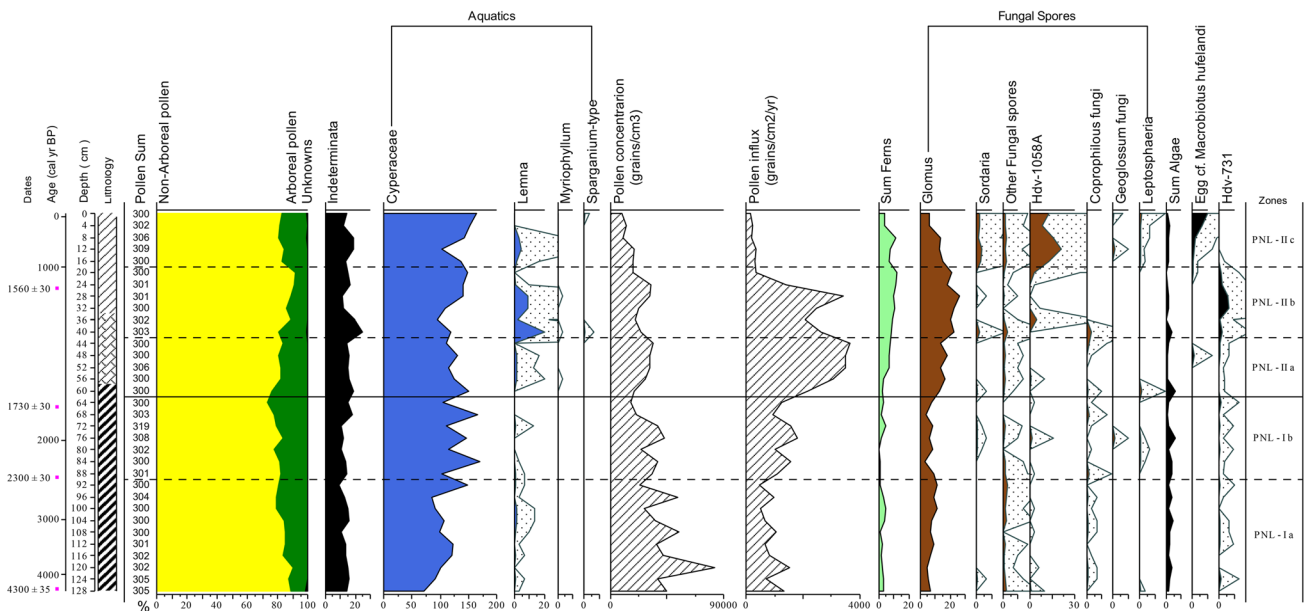 Aquatics
Fungal Spores
Dates
Age (cal yr BP)
Depth ( cm )
Lithology
Pollen Sum
Non-Arboreal pollen
Arboreal pollen
Unknowns
Indeterminata
Cyperaceae
Lemna
Myriophyllum
Sparganium-type
Pollen concentrarion
(grains/cm3)
Pollen influx
(grains/cm2/yr)
Sum Ferns
Glomus
Sordaria
Other Fungal spores
Hdv-1058A
Coprophilous fungi
Geoglossum fungi
Leptosphaeria
Sum Algae
Egg cf. Macrobiotus hufelandi
Hdv-731
Zones
0
1000
2000
3000
4000
1560 ± 30
1730 ± 30
2300 ± 30
4300 ± 35
0
4
8
12
16
20
24
28
32
36
40
44
48
52
56
60
64
68
72
76
80
84
88
92
96
100
104
108
112
116
120
124
128
300
302
306
309
300
300
301
301
300
302
303
300
300
300
300
300
300
303
319
308
302
300
301
300
304
300
300
300
301
302
300
305
305
PNL - II c
PNL - II b
PNL - II a
PNL - I b
PNL - I a
%
0 20 40 60 80 100
0 20
0 100 200
0 20
0
0
0 90000
0 4000
0 20
0 20
0
0
0 30
0
0
0
0
0
0